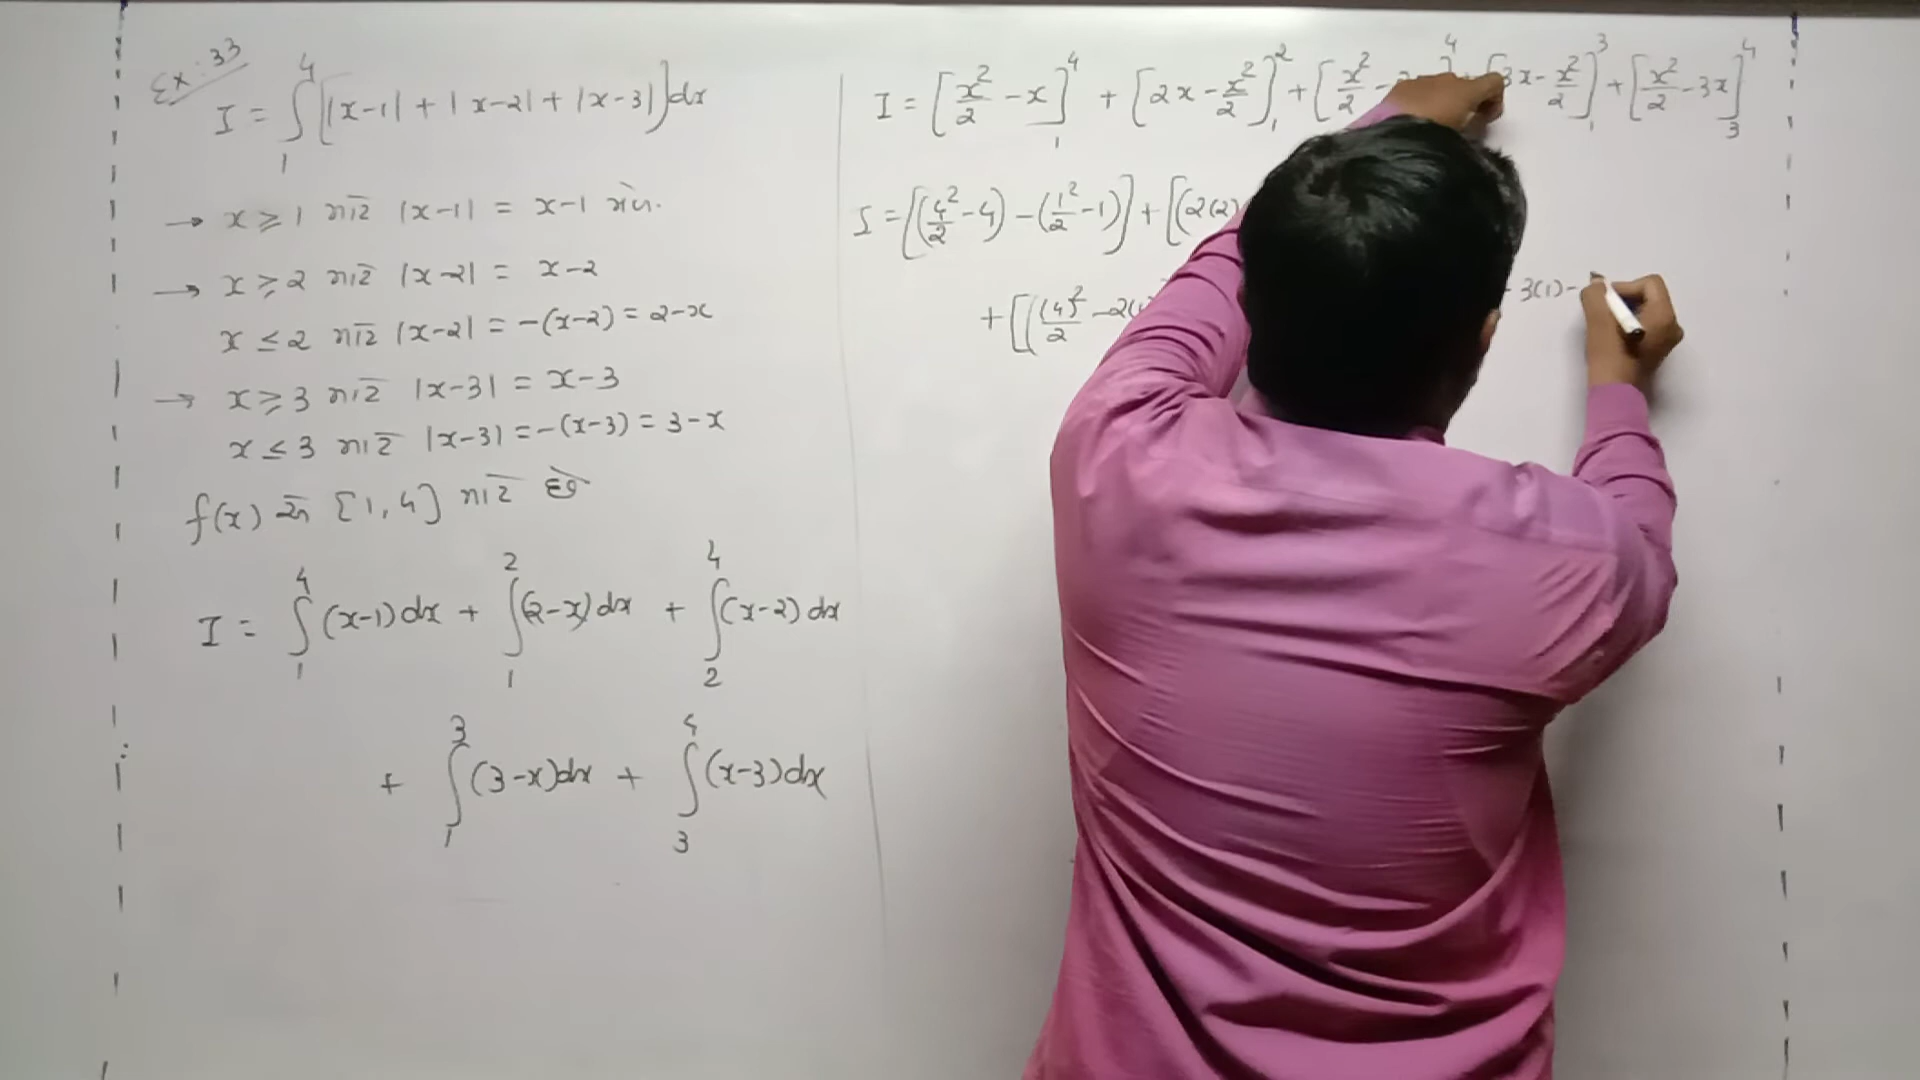 Ex: 33
I = ∫₁⁴ [|x-1| + |x-2| + |x-3|] dx
→ x ≥ 1 માટે |x-1| = x-1 થાય.
→ x ≥ 2 માટે |x-2| = x-2
x ≤ 2 માટે |x-2| = -(x-2) = 2-x
→ x ≥ 3 માટે |x-3| = x-3
x ≤ 3 માટે |x-3| = -(x-3) = 3-x
f(x) એ [1,4] માટે છે
I = ∫₁⁴ (x-1) dx + ∫₁² (2-x) dx + ∫₂⁴ (x-2) dx
+ ∫₁³ (3-x) dx + ∫₃⁴ (x-3) dx
I = [x²/2 - x]₁⁴ + [2x - x²/2]₁² + [x²/2 - 4 3x - x²/2]₁³ + [x²/2 - 3x]₃⁴
I = [(4²/2 - 4) - (1²/2 - 1)] + [(2(2)
+ [((4)²/2 - 2( 3(1) -